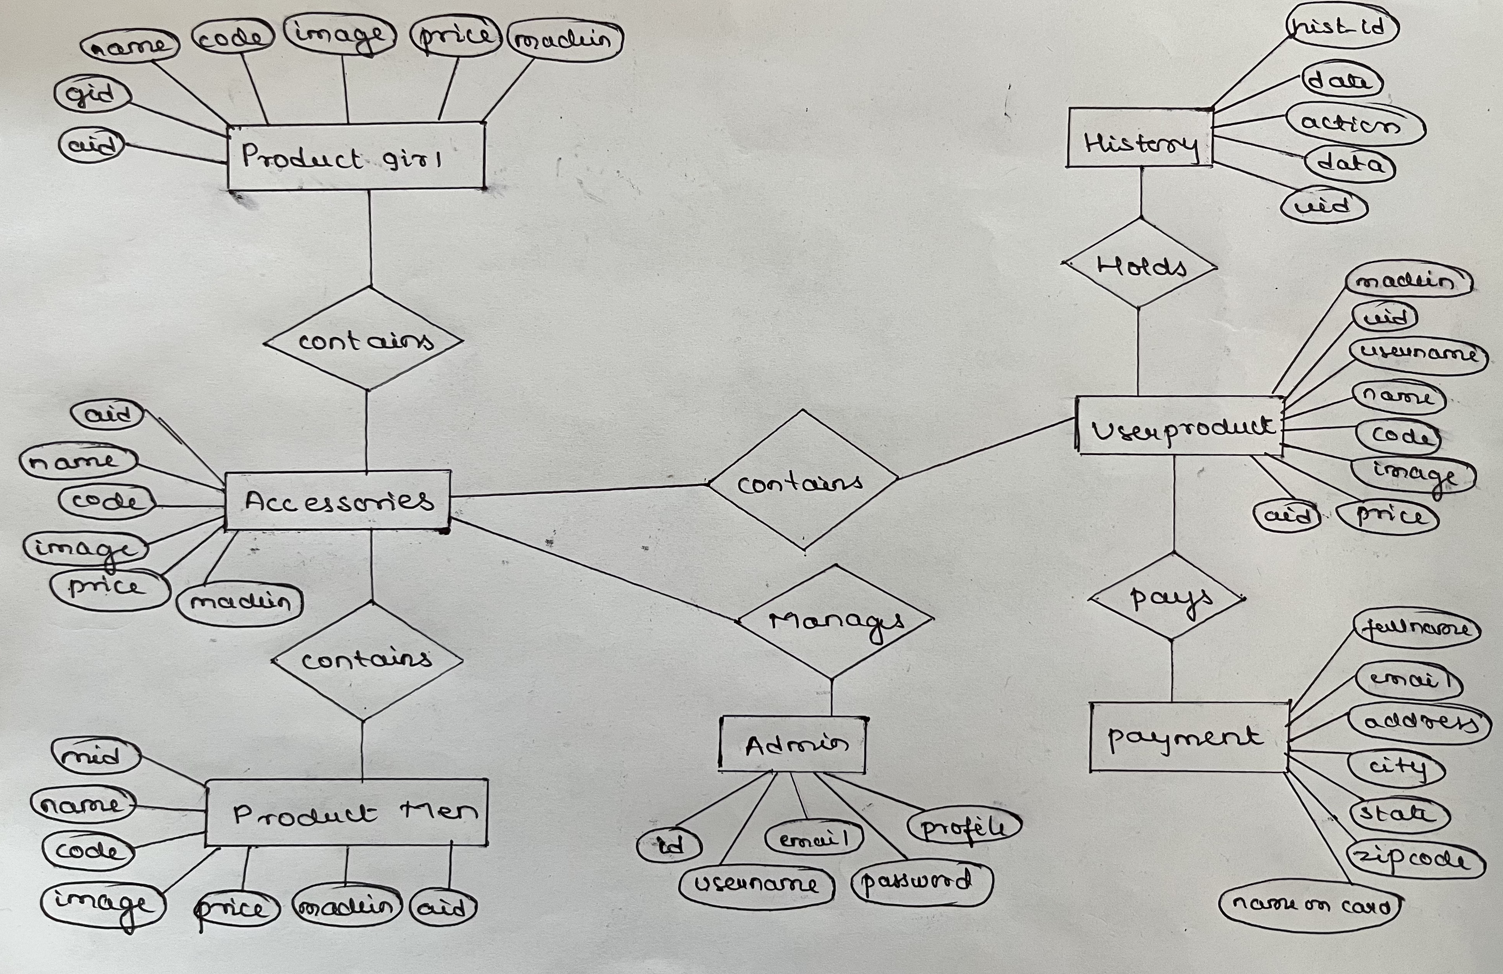 name
code
image
price
madein
gid
aid
Product girl
contains
aid
name
code
image
price
madein
Accessories
contains
mid
name
code
image
price
madein
aid
Product Men
contains
Manages
Admin
id
username
email
password
profile
hist_id
date
action
data
uid
History
Holds
madein
uid
username
name
code
image
price
aid
Userproduct
pays
payment
fullname
email
address
city
state
zipcode
name on card